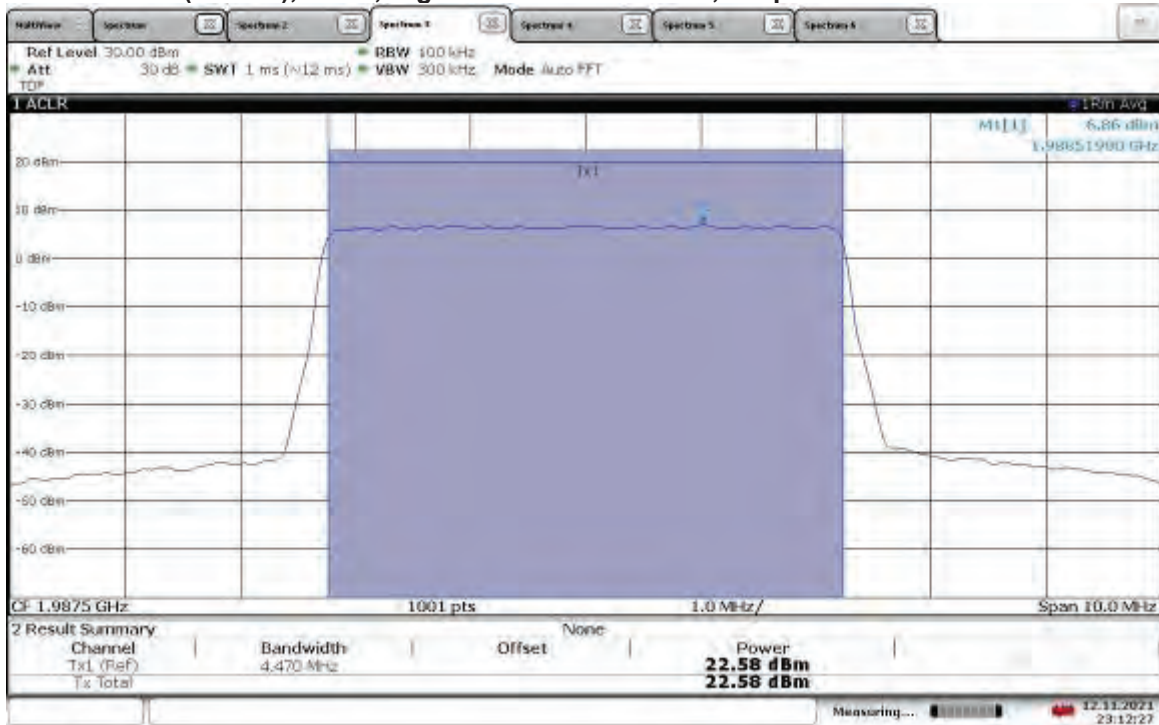 MultiView Spectrum Spectrum 2 Spectrum 3 Spectrum 4 Spectrum 5 Spectrum 6
Ref Level 30.00 dBm RBW 100 kHz
Att 30 dB SWT 1 ms (~12 ms) VBW 300 kHz Mode Auto FFT
TDF
1 ACLR 1Rm Avg
M1[1] 6.86 dBm
1.98851900 GHz
20 dBm
Tx1
10 dBm
0 dBm
-10 dBm
-20 dBm
-30 dBm
-40 dBm
-50 dBm
-60 dBm
CF 1.9875 GHz 1001 pts 1.0 MHz/ Span 10.0 MHz
2 Result Summary None
Channel Bandwidth Offset Power
Tx1 (Ref) 4.470 MHz 22.58 dBm
Tx Total 22.58 dBm
Measuring... 12.11.2021
23:12:27